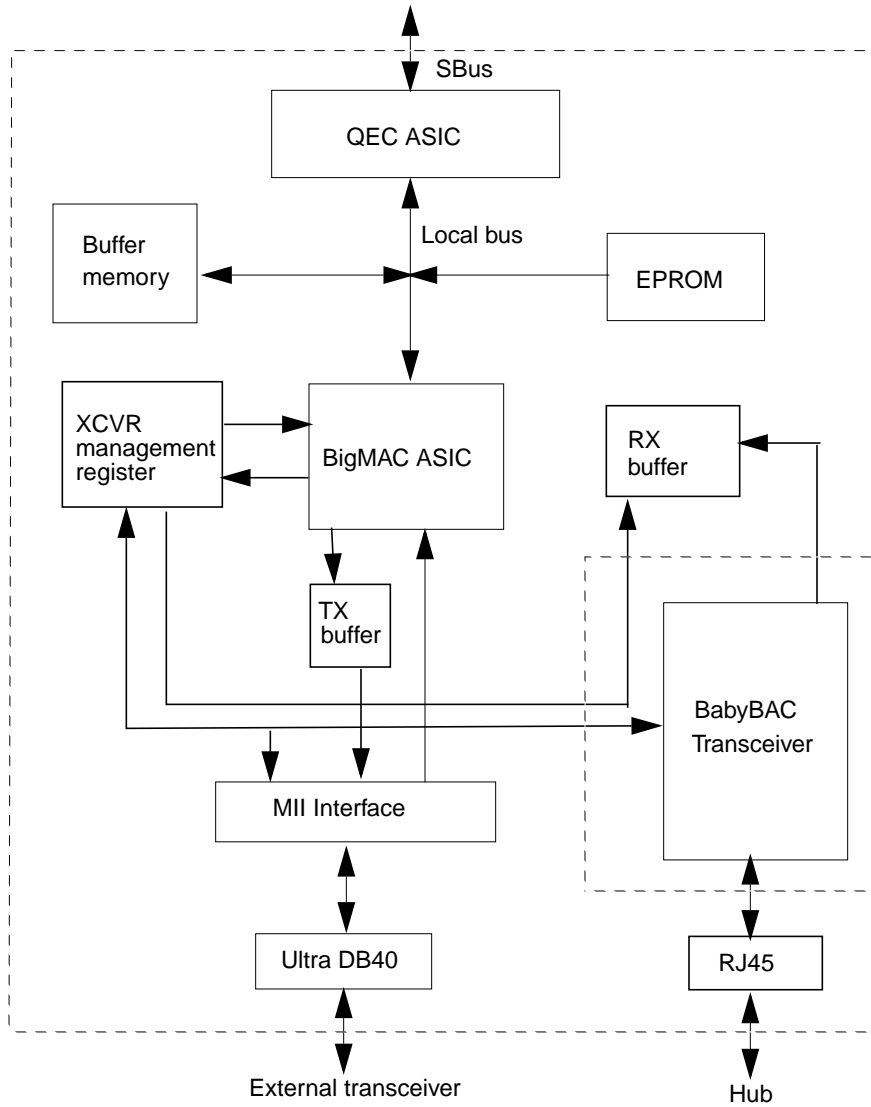 SBus
QEC ASIC
Local bus
Buffer
memory
EPROM
XCVR
management
register
BigMAC ASIC
RX
buffer
TX
buffer
BabyBAC
Transceiver
MII Interface
Ultra DB40
RJ45
External transceiver
Hub